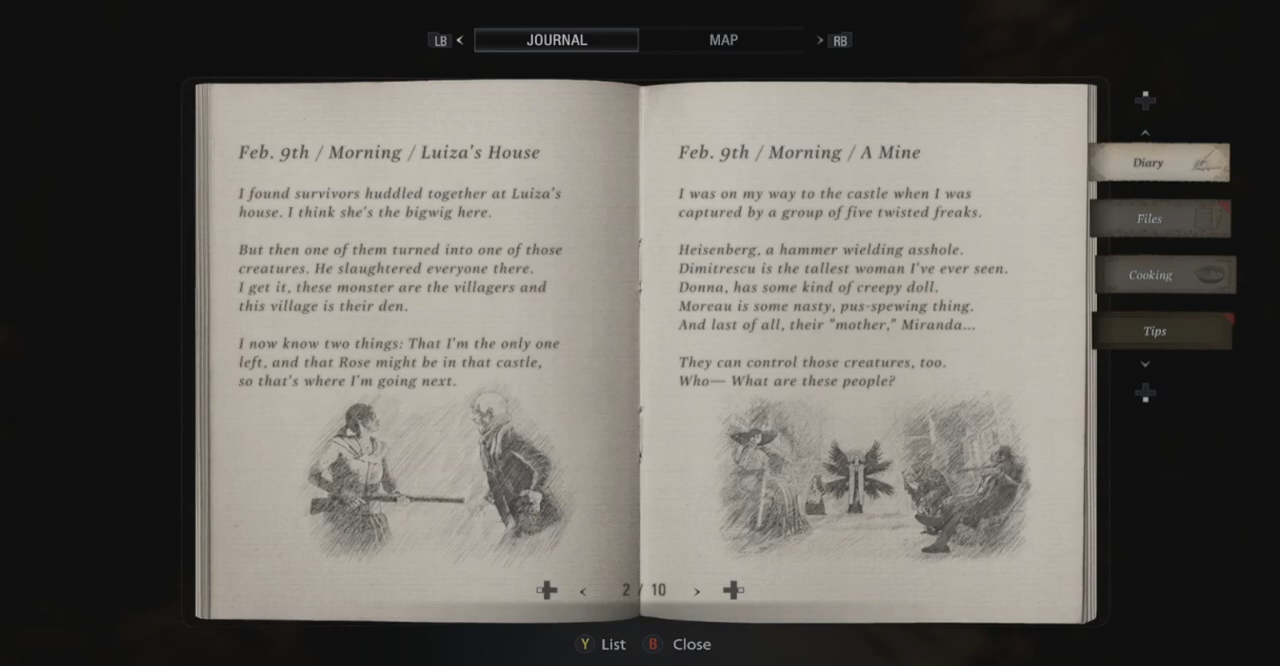 LB
JOURNAL
MAP
RB
Feb. 9th / Morning / Luiza's House
I found survivors huddled together at Luiza's
house. I think she's the bigwig here.
But then one of them turned into one of those
creatures. He slaughtered everyone there.
I get it, these monster are the villagers and
this village is their den.
I now know two things: That I'm the only one
left, and that Rose might be in that castle,
so that's where I'm going next.
Feb. 9th / Morning / A Mine
I was on my way to the castle when I was
captured by a group of five twisted freaks.
Heisenberg, a hammer wielding asshole.
Dimitrescu is the tallest woman I've ever seen.
Donna, has some kind of creepy doll.
Moreau is some nasty, pus-spewing thing.
And last of all, their "mother," Miranda...
They can control those creatures, too.
Who— What are these people?
Diary
Files
Cooking
Tips
2 / 10
Y List B Close